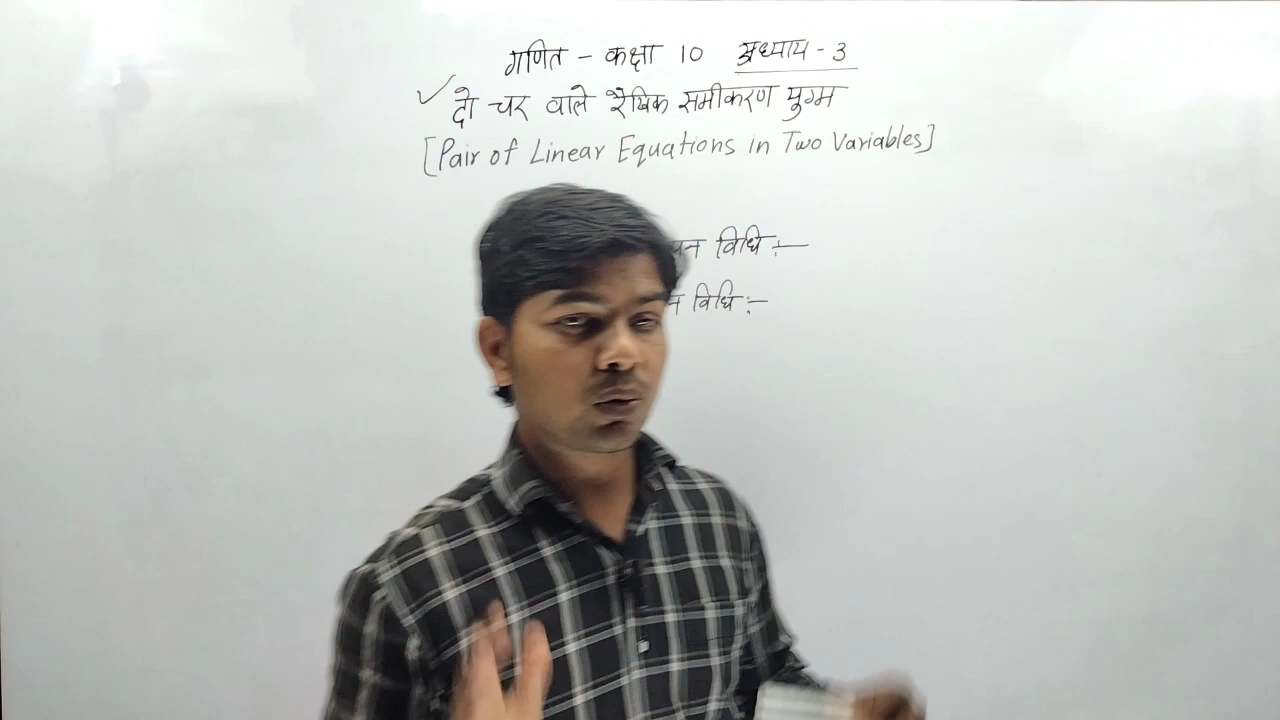 गणित - कक्षा 10 अध्याय - 3
दो चर वाले रैखिक समीकरण युग्म
[Pair of Linear Equations in Two Variables]
विधि :-
विधि :-